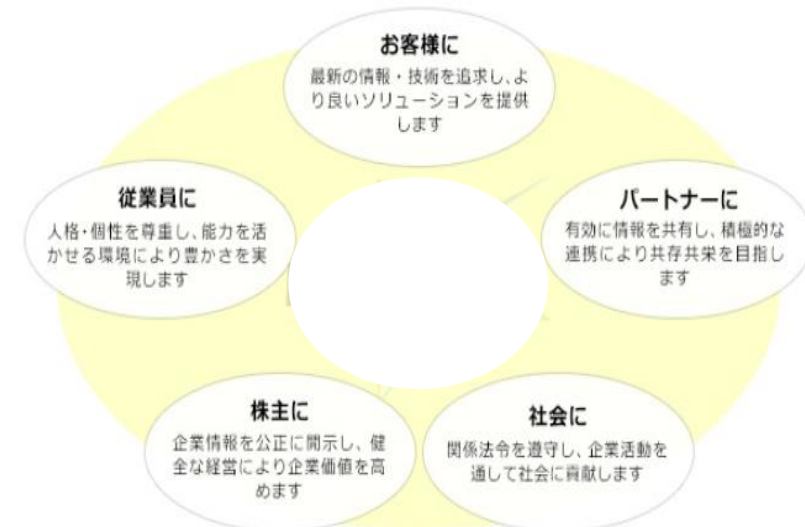 お客様に
最新の情報・技術を追求し、よ
り良いソリューションを提供
します
従業員に
人格・個性を尊重し、能力を活
かせる環境により豊かさを実
現します
パートナーに
有効に情報を共有し、積極的な
連携により共存共栄を目指し
ます
株主に
企業情報を公正に開示し、健
全な経営により企業価値を高
めます
社会に
関係法令を遵守し、企業活動を
通して社会に貢献します